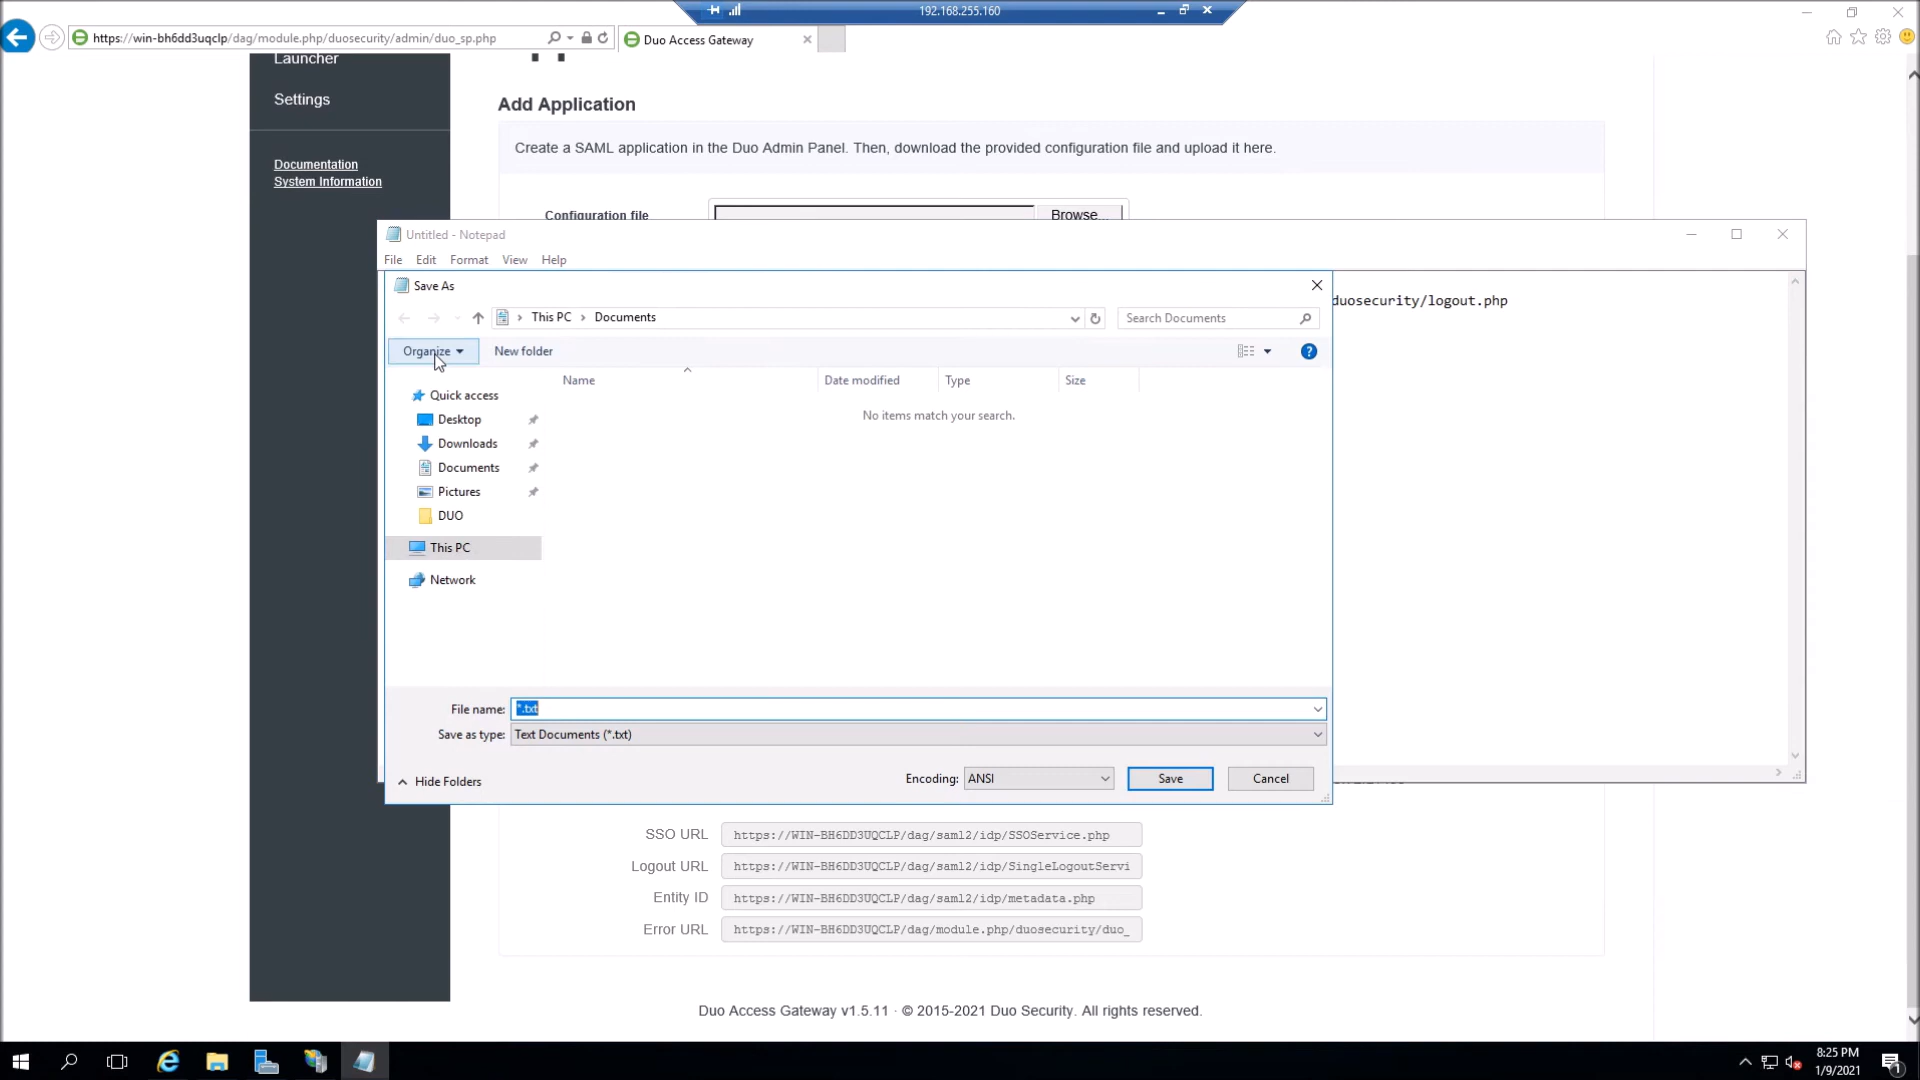 192.168.255.160
https://win-bh6dd3uqclp/dag/module.php/duosecurity/admin/duo_sp.php
Duo Access Gateway
Launcher
Settings
Documentation
System Information
Add Application
Create a SAML application in the Duo Admin Panel. Then, download the provided configuration file and upload it here.
Configuration file
Browse...
Untitled - Notepad
File Edit Format View Help
Save As
duosecurity/logout.php
This PC > Documents
Search Documents
Organize
New folder
Name
Date modified
Type
Size
No items match your search.
Quick access
Desktop
Downloads
Documents
Pictures
DUO
This PC
Network
File name: *.txt
Save as type: Text Documents (*.txt)
Hide Folders
Encoding: ANSI
Save
Cancel
SSO URL https://WIN-BH6DD3UQCLP/dag/saml2/idp/SSOService.php
Logout URL https://WIN-BH6DD3UQCLP/dag/saml2/idp/SingleLogoutServi
Entity ID https://WIN-BH6DD3UQCLP/dag/saml2/idp/metadata.php
Error URL https://WIN-BH6DD3UQCLP/dag/module.php/duosecurity/duo_
Duo Access Gateway v1.5.11 · © 2015-2021 Duo Security. All rights reserved.
8:25 PM
1/9/2021
1